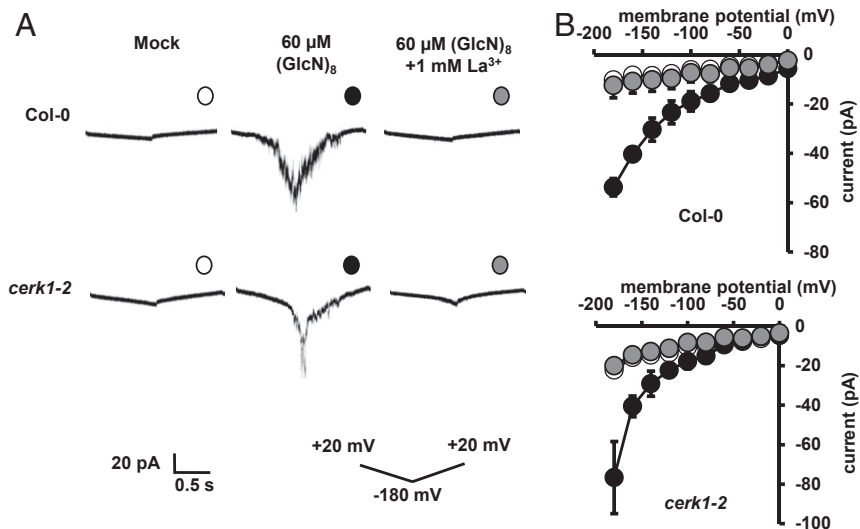 A
Mock
60 µM
(GlcN)₈
60 µM (GlcN)₈
+1 mM La³⁺
Col-0
cerk1-2
20 pA
0.5 s
+20 mV
+20 mV
-180 mV
B
membrane potential (mV)
-200 -150 -100 -50 0
0
-20
-40
-60
-80
current (pA)
Col-0
membrane potential (mV)
-200 -150 -100 -50 0
0
-20
-40
-60
-80
-100
current (pA)
cerk1-2